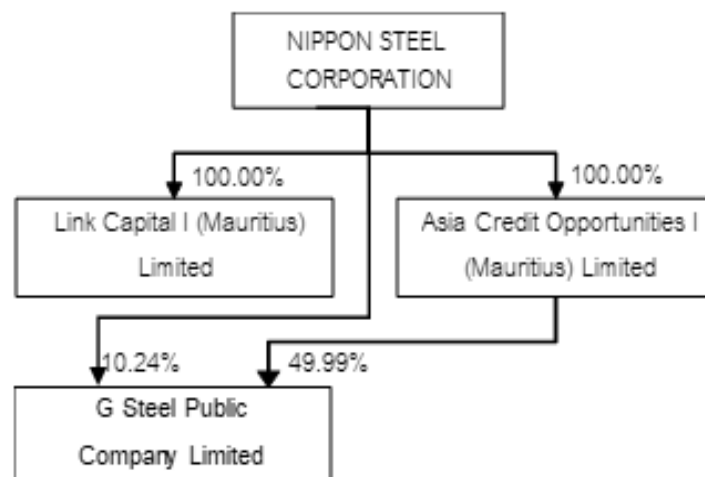 NIPPON STEEL
CORPORATION
100.00%
100.00%
Link Capital I (Mauritius)
Limited
Asia Credit Opportunities I
(Mauritius) Limited
10.24%
49.99%
G Steel Public
Company Limited